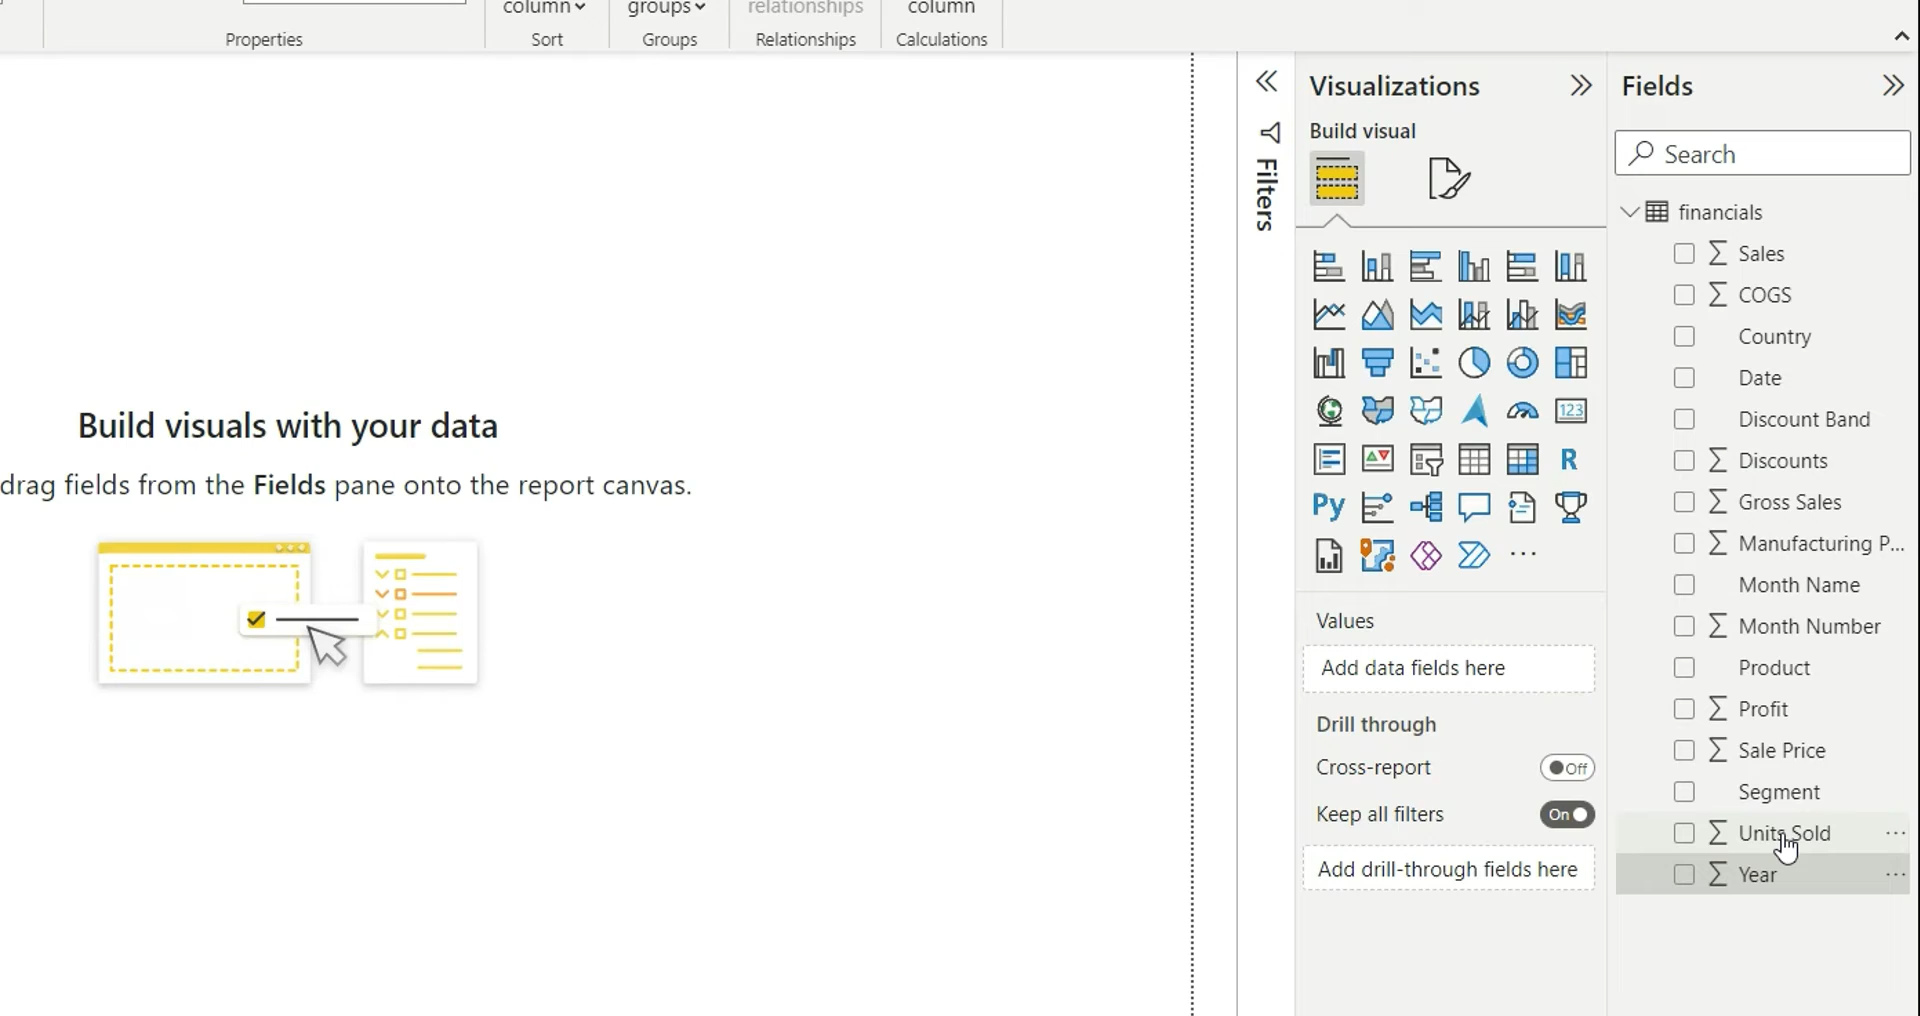 column
groups
relationships
column
Properties
Sort
Groups
Relationships
Calculations
Filters
Visualizations
Build visual
123
R
Py
Values
Add data fields here
Drill through
Cross-report
Off
Keep all filters
On
Add drill-through fields here
Fields
Search
financials
Sales
COGS
Country
Date
Discount Band
Discounts
Gross Sales
Manufacturing P...
Month Name
Month Number
Product
Profit
Sale Price
Segment
Units Sold
Year
Build visuals with your data
drag fields from the Fields pane onto the report canvas.